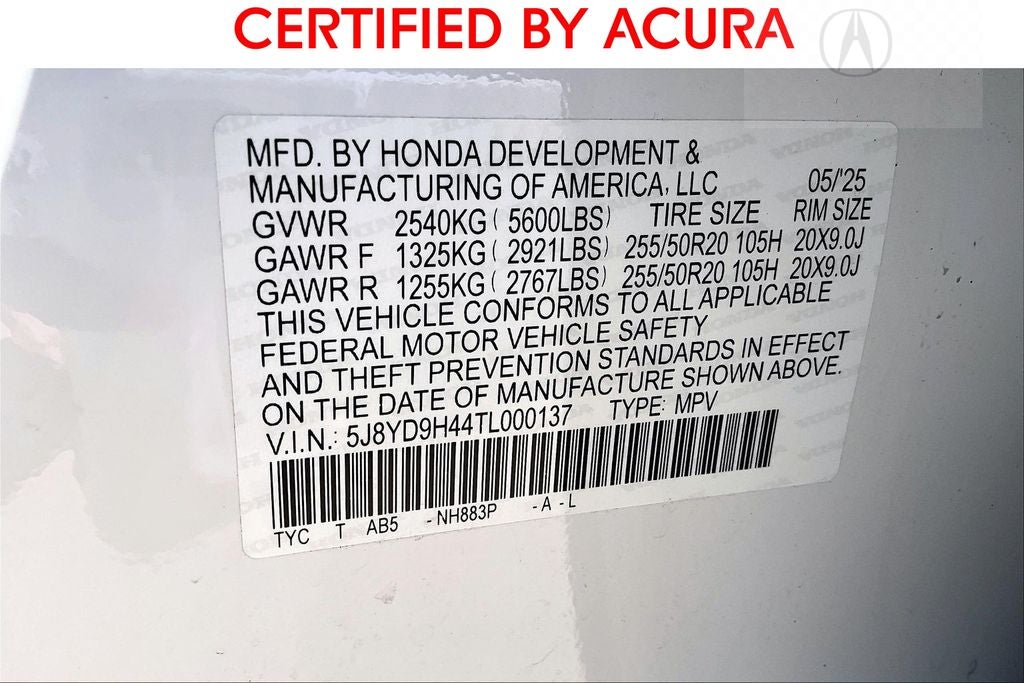 CERTIFIED BY ACURA
MFD. BY HONDA DEVELOPMENT &
MANUFACTURING OF AMERICA, LLC 05/'25
GVWR 2540KG ( 5600LBS) TIRE SIZE RIM SIZE
GAWR F 1325KG ( 2921LBS) 255/50R20 105H 20X9.0J
GAWR R 1255KG ( 2767LBS) 255/50R20 105H 20X9.0J
THIS VEHICLE CONFORMS TO ALL APPLICABLE
FEDERAL MOTOR VEHICLE SAFETY
AND THEFT PREVENTION STANDARDS IN EFFECT
ON THE DATE OF MANUFACTURE SHOWN ABOVE.
V.I.N.: 5J8YD9H44TL000137 TYPE: MPV
TYC T AB5 -NH883P -A-L